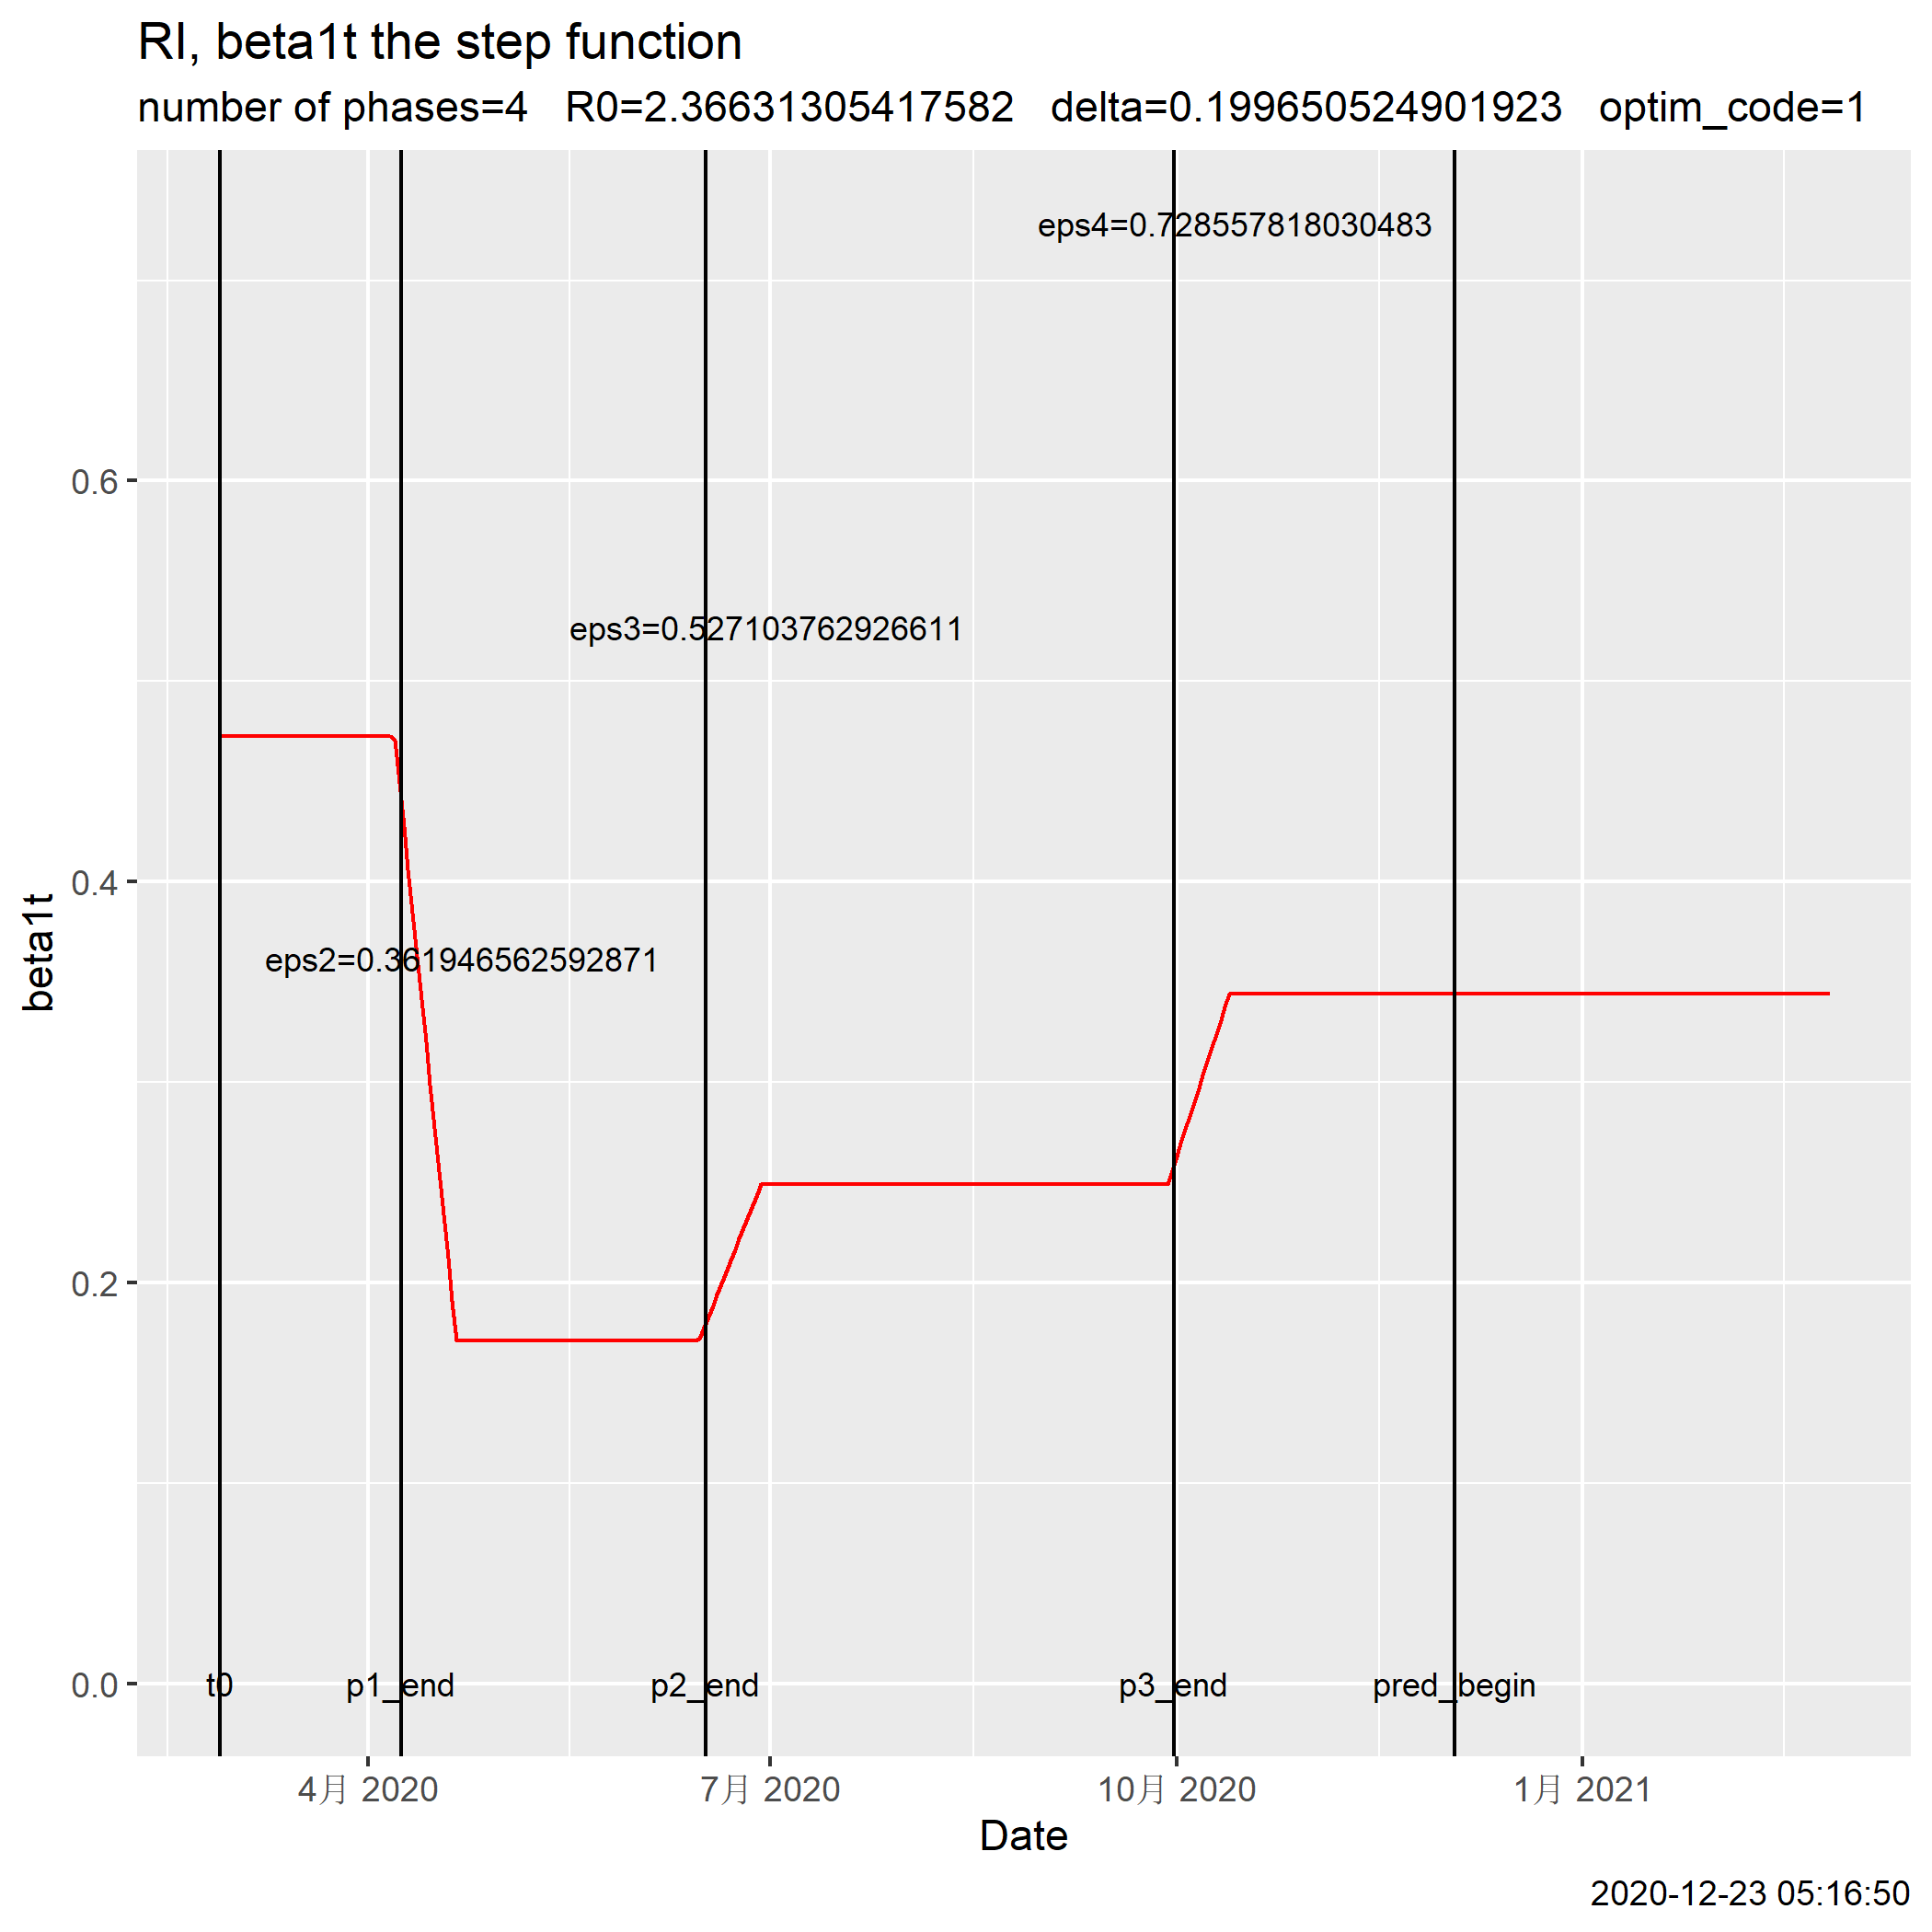 RI, beta1t the step function
number of phases=4   R0=2.36631305417582   delta=0.199650524901923   optim_code=1
eps4=0.728557818030483
0.6
eps3=0.527103762926611
0.4
eps2=0.361946562592871
beta1t
0.2
0.0
t0 p1_end p2_end p3_end pred_begin
4月 2020 7月 2020 10月 2020 1月 2021
Date
2020-12-23 05:16:50